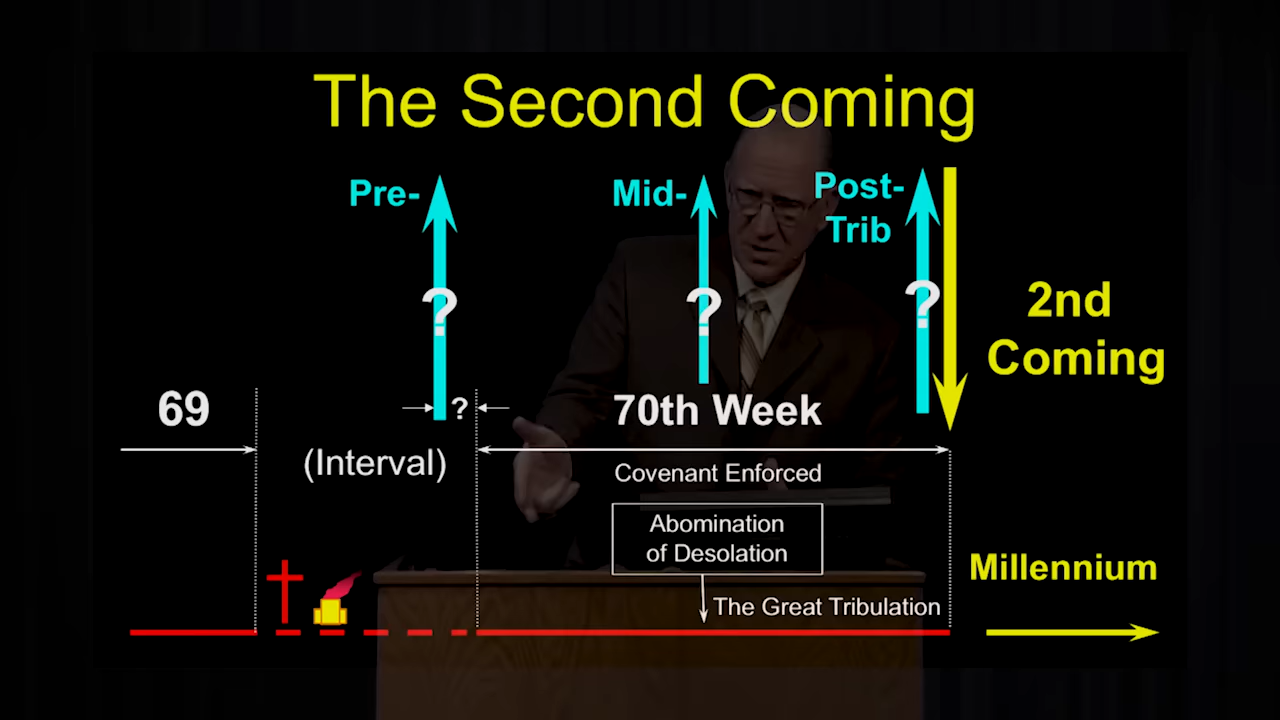 The Second Coming
Pre-
Mid-
Post-
Trib
?
?
?
2nd
Coming
69
?
70th Week
(Interval)
Covenant Enforced
Abomination
of Desolation
Millennium
The Great Tribulation